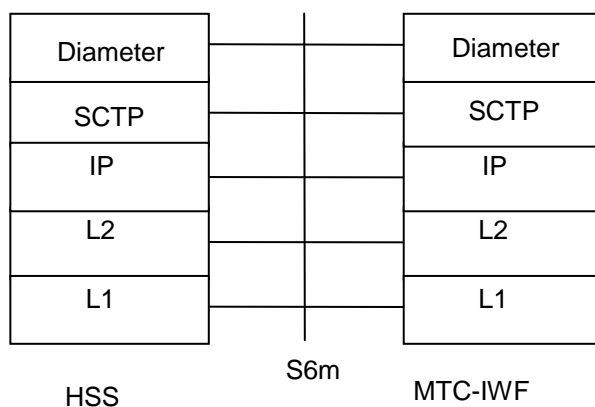 Diameter
SCTP
IP
L2
L1
HSS
S6m
Diameter
SCTP
IP
L2
L1
MTC-IWF